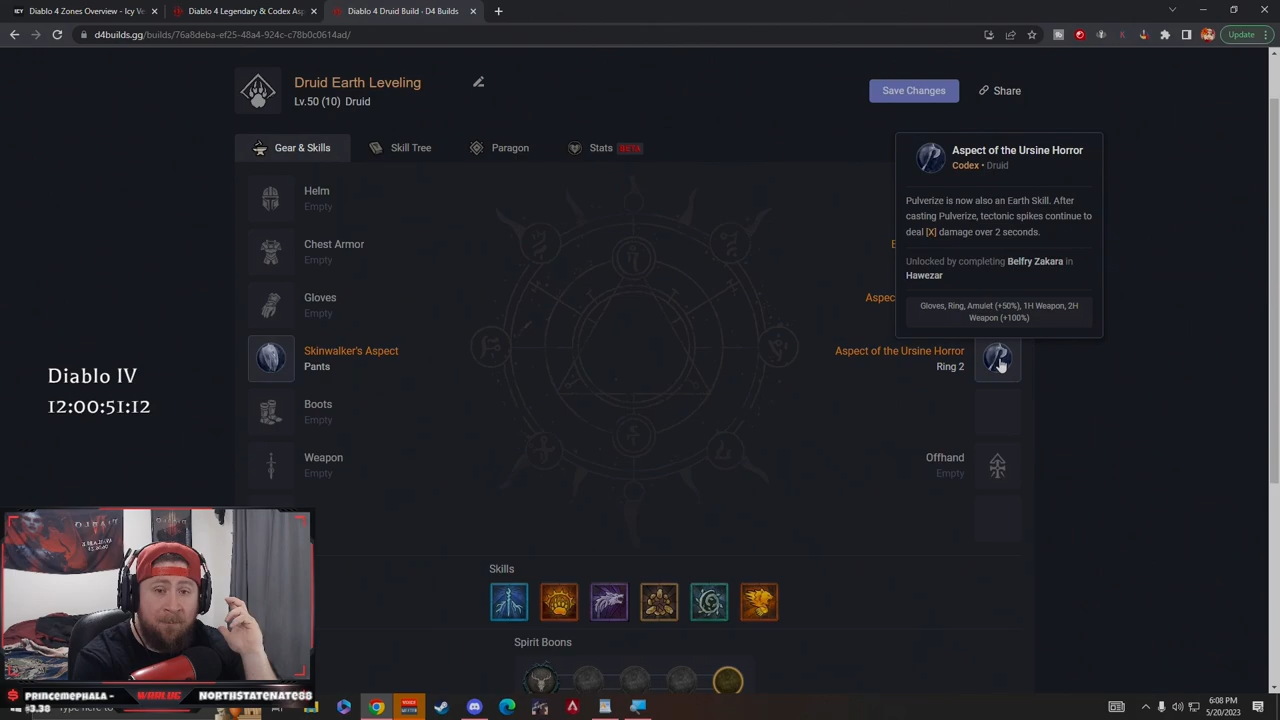 Diablo 4 Zones Overview - Icy Ve
Diablo 4 Legendary & Codex Asp
Diablo 4 Druid Build - D4 Builds
d4builds.gg/builds/76a8deba-ef25-48a4-924c-c9c10614ac1d/
Update
Druid Earth Leveling
Lv.50 (10) Druid
Save Changes
Share
Gear & Skills
Skill Tree
Paragon
Stats BETA
Aspect of the Ursine Horror
Codex • Druid
Pulverize is now also an Earth Skill. After
casting Pulverize, tectonic spikes continue to
deal [X] damage over 2 seconds.
Unlocked by completing Belfry Zakara in
Hawezar
Gloves, Ring, Amulet (+50%), 1H Weapon, 2H
Weapon (+100%)
Helm
Empty
Chest Armor
Empty
Gloves
Empty
Aspec
Skinwalker's Aspect
Pants
Aspect of the Ursine Horror
Ring 2
Boots
Empty
Weapon
Empty
Offhand
Empty
Diablo IV
12:00:51:12
Skills
Spirit Boons
PRINCEMEPHALA -
$3.38
WARLUG
NORTHSTATENATE88
6:08 PM
5/20/2023